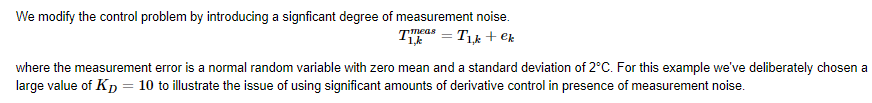 We modify the control problem by introducing a signficant degree of measurement noise.
T_{1,k}^{meas} = T_{1,k} + e_k
where the measurement error is a normal random variable with zero mean and a standard deviation of 2°C. For this example we've deliberately chosen a
large value of K_D = 10 to illustrate the issue of using significant amounts of derivative control in presence of measurement noise.